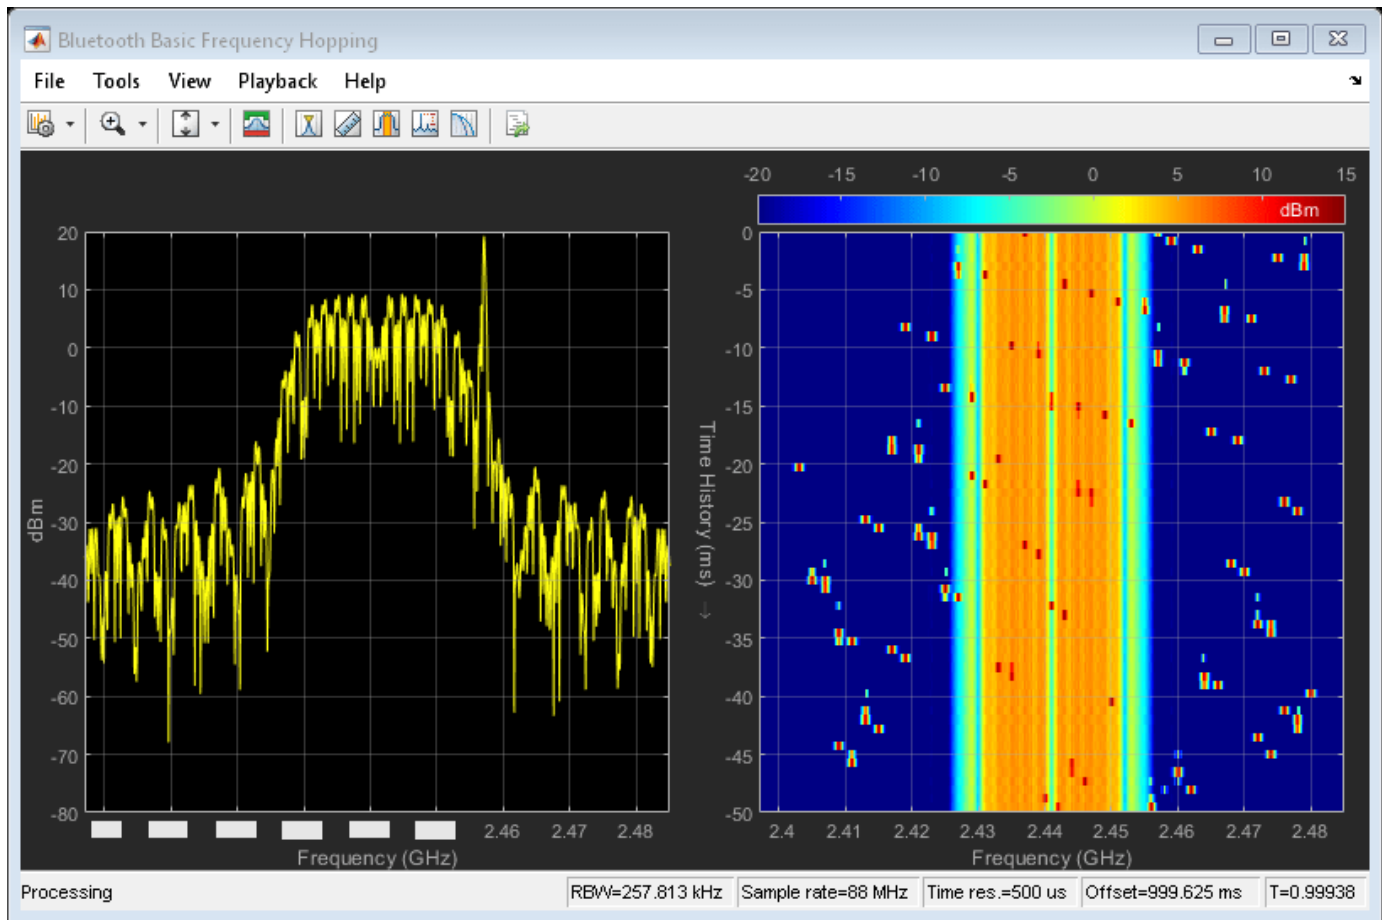 Bluetooth Basic Frequency Hopping
File Tools View Playback Help
-20 -15 -10 -5 0 5 10 15
dBm
20
10
0
-10
-20
-30
-40
-50
-60
-70
-80
dBm
2.46 2.47 2.48
Frequency (GHz)
0
-5
-10
-15
-20
-25
-30
-35
-40
-45
-50
Time History (ms) →
2.4 2.41 2.42 2.43 2.44 2.45 2.46 2.47 2.48
Frequency (GHz)
Processing RBW=257.813 kHz Sample rate=88 MHz Time res.=500 us Offset=999.625 ms T=0.99938